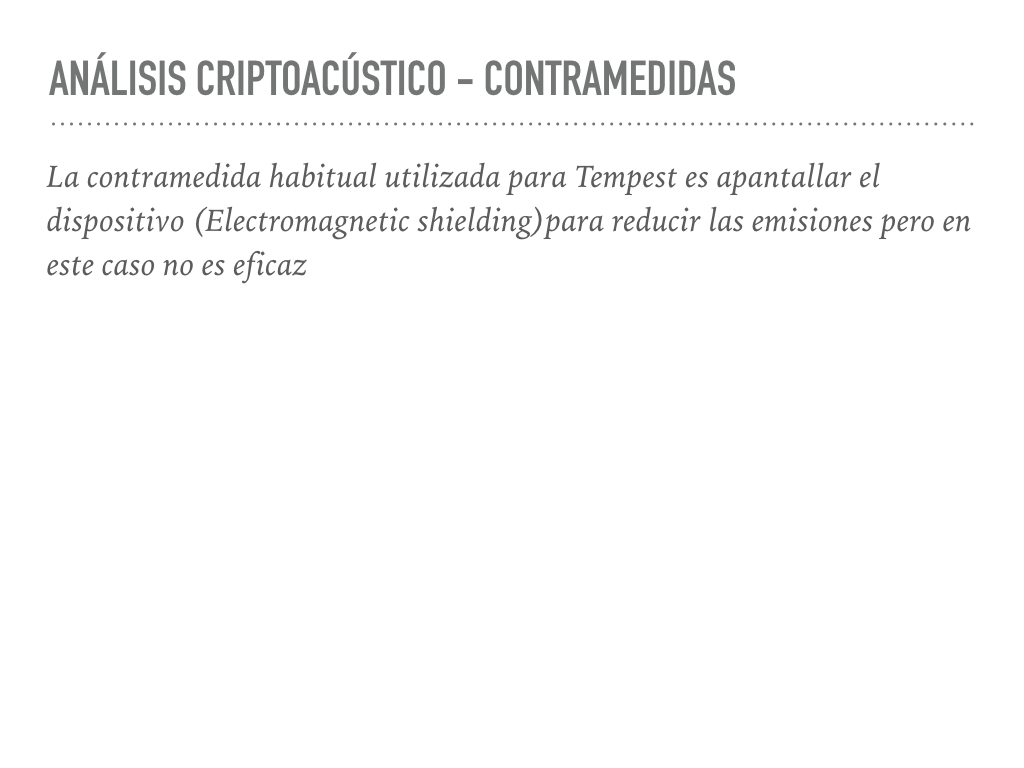 ANÁLISIS CRIPTOACÚSTICO - CONTRAMEDIDAS
La contramedida habitual utilizada para Tempest es apantallar el
dispositivo (Electromagnetic shielding)para reducir las emisiones pero en
este caso no es eficaz